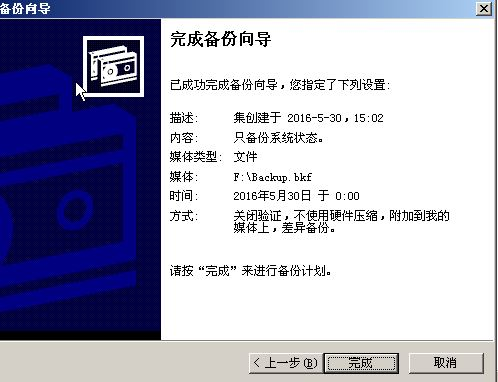 备份向导
完成备份向导
已成功完成备份向导，您指定了下列设置:
描述: 集创建于 2016-5-30，15:02
内容: 只备份系统状态。
媒体类型: 文件
媒体: F:\Backup.bkf
时间: 2016年5月30日 于 0:00
方式: 关闭验证，不使用硬件压缩，附加到我的
媒体上，差异备份。
请按“完成”来进行备份计划。
< 上一步(B) 完成 取消